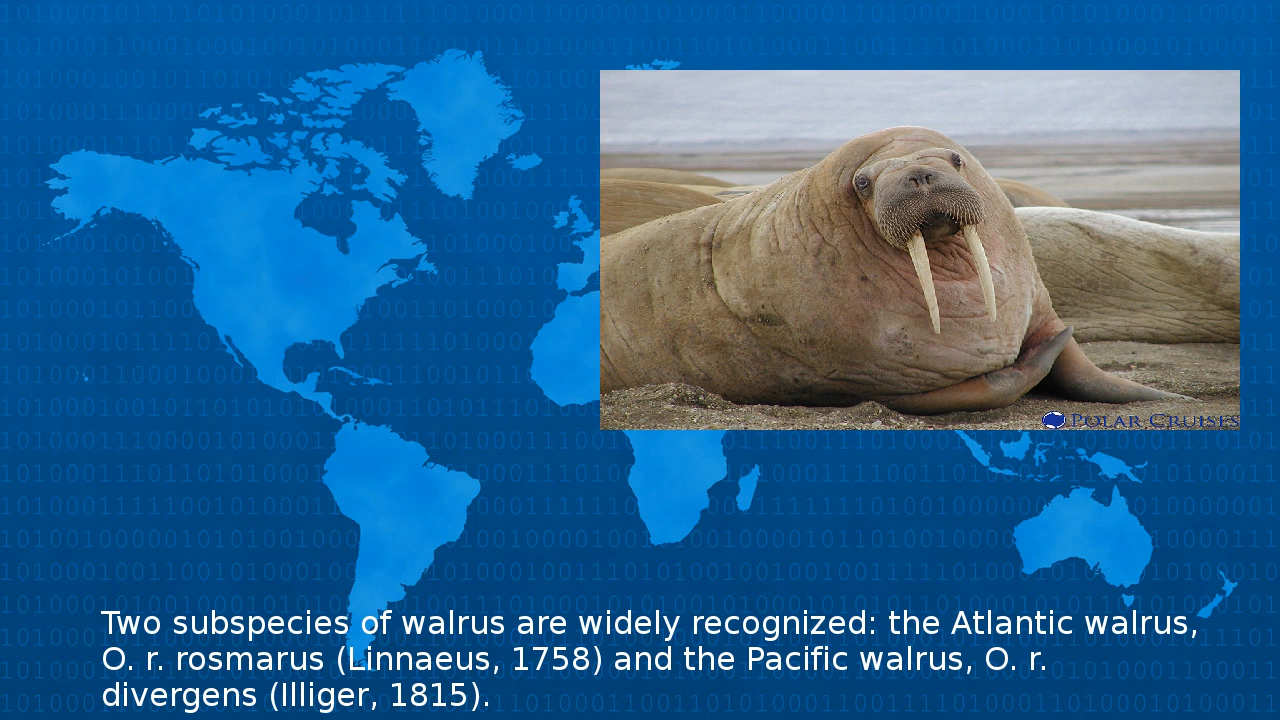 POLAR CRUISES
Two subspecies of walrus are widely recognized: the Atlantic walrus,
O. r. rosmarus (Linnaeus, 1758) and the Pacific walrus, O. r.
divergens (Illiger, 1815).